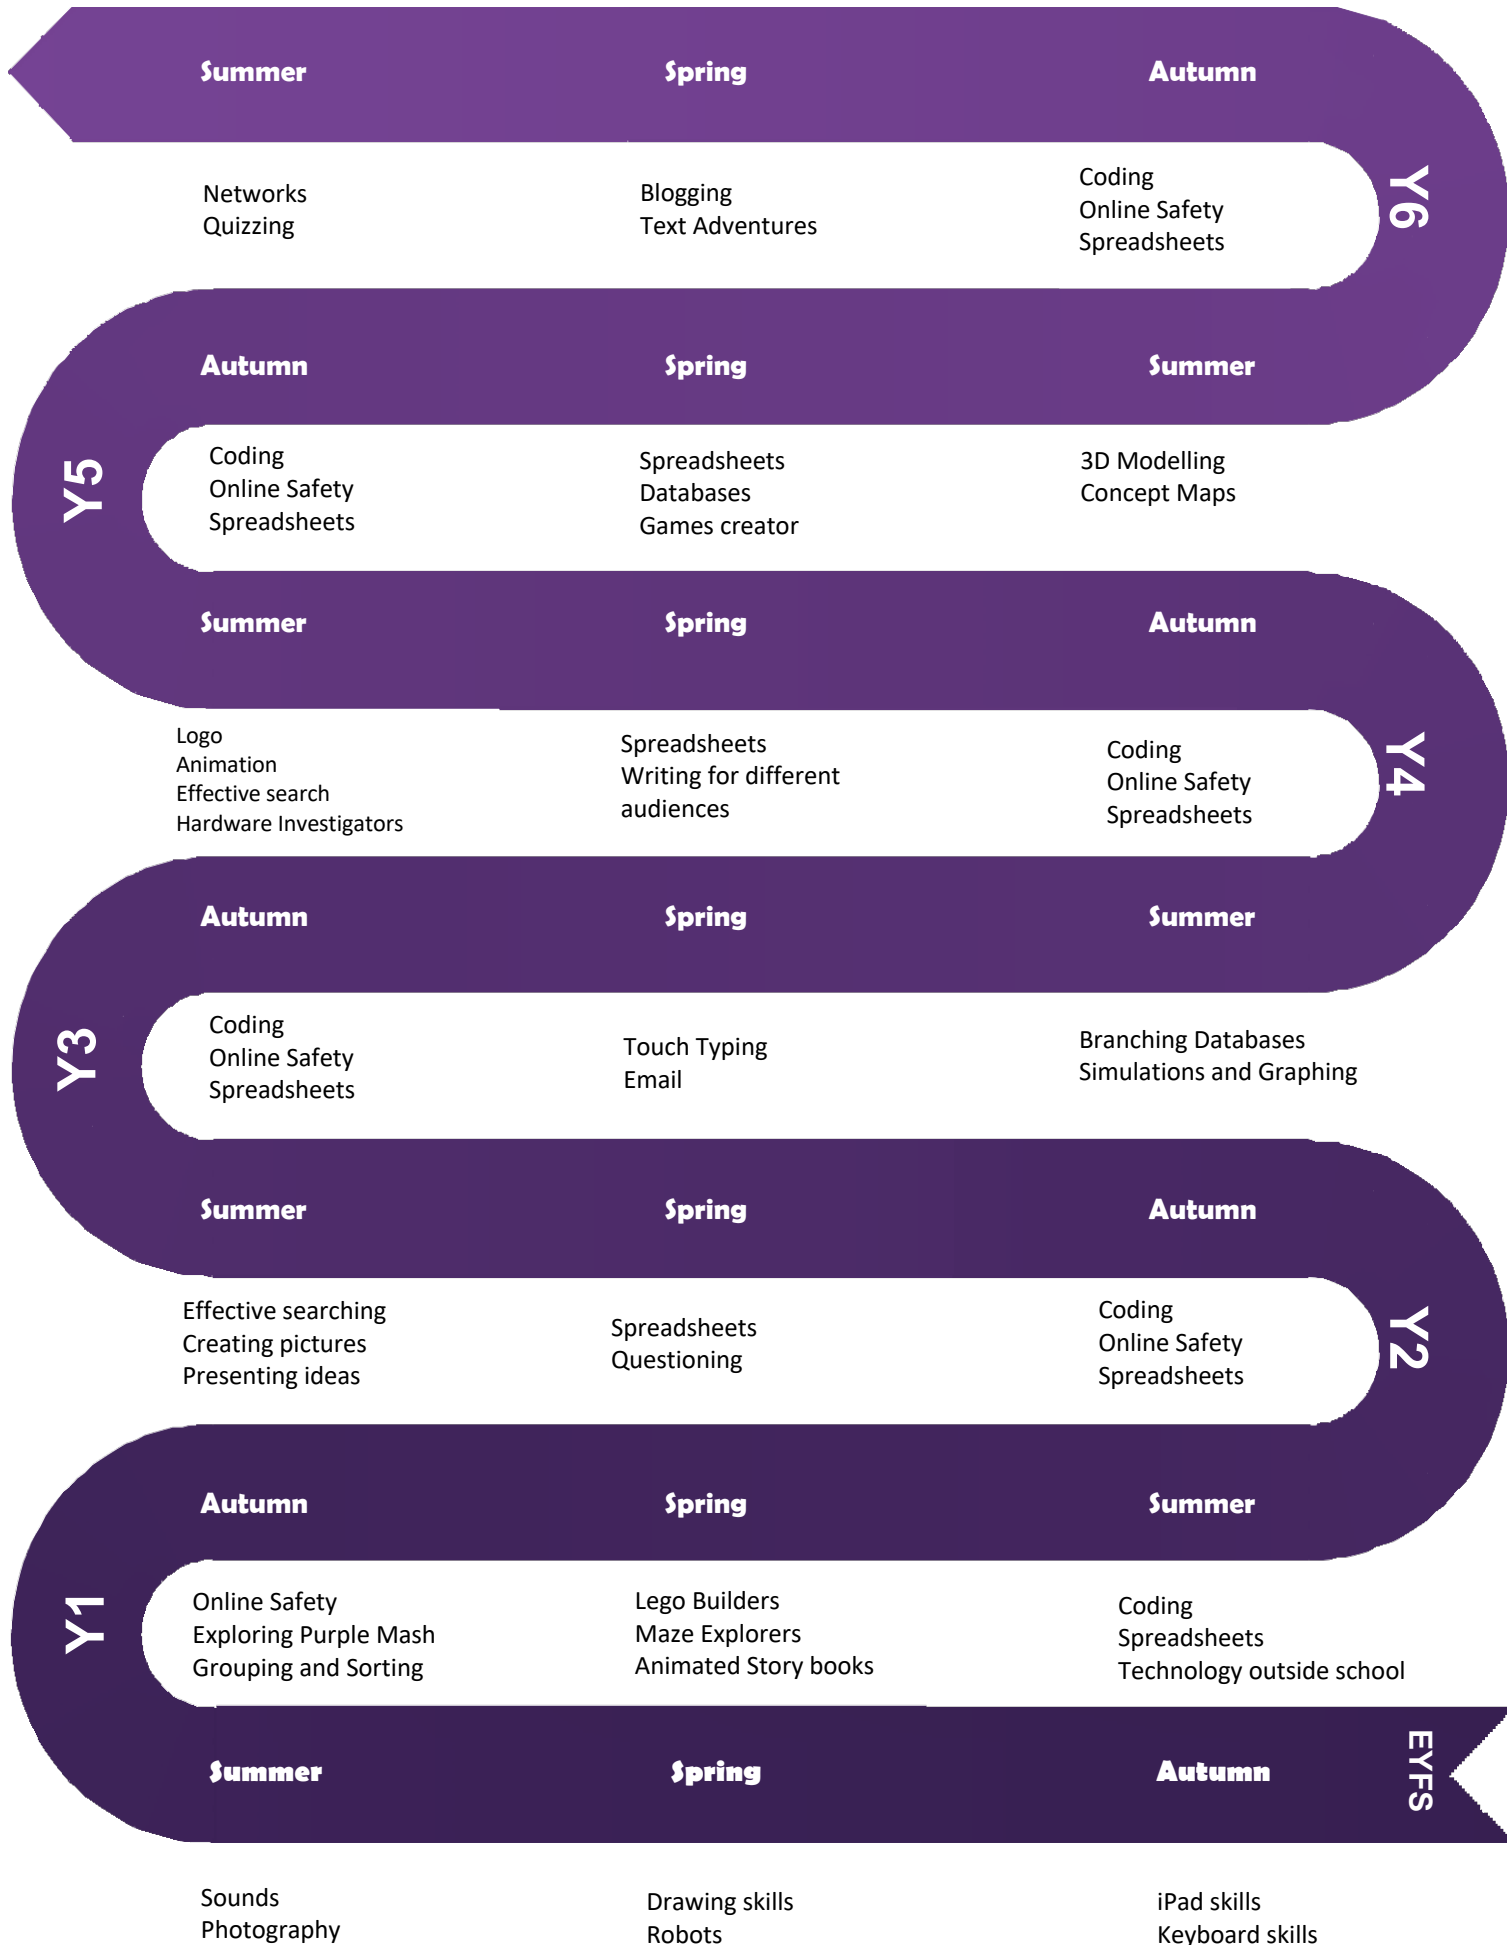 Summer
Spring
Autumn
Networks
Quizzing
Blogging
Text Adventures
Coding
Online Safety
Spreadsheets
Y6
Autumn
Spring
Summer
Y5
Coding
Online Safety
Spreadsheets
Spreadsheets
Databases
Games creator
3D Modelling
Concept Maps
Summer
Spring
Autumn
Logo
Animation
Effective search
Hardware Investigators
Spreadsheets
Writing for different
audiences
Coding
Online Safety
Spreadsheets
Y4
Autumn
Spring
Summer
Y3
Coding
Online Safety
Spreadsheets
Touch Typing
Email
Branching Databases
Simulations and Graphing
Summer
Spring
Autumn
Effective searching
Creating pictures
Presenting ideas
Spreadsheets
Questioning
Coding
Online Safety
Spreadsheets
Y2
Autumn
Spring
Summer
Y1
Online Safety
Exploring Purple Mash
Grouping and Sorting
Lego Builders
Maze Explorers
Animated Story books
Coding
Spreadsheets
Technology outside school
Summer
Spring
Autumn
EYFS
Sounds
Photography
Drawing skills
Robots
iPad skills
Keyboard skills